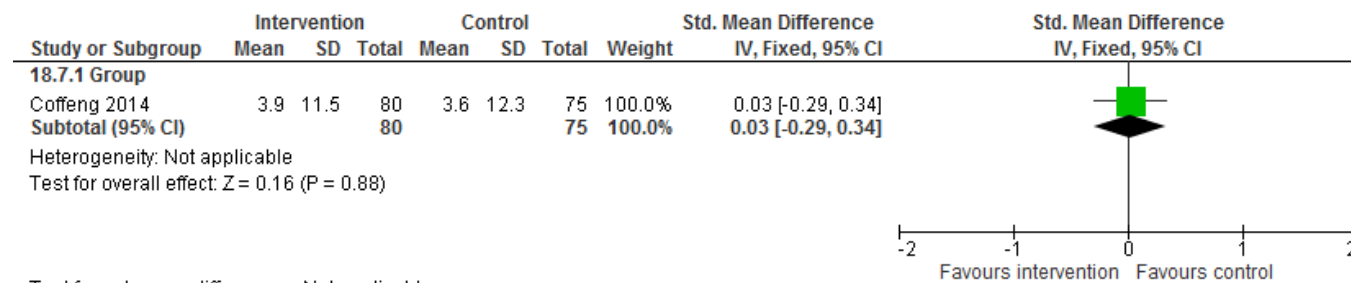 Intervention Control Std. Mean Difference Std. Mean Difference
Study or Subgroup Mean SD Total Mean SD Total Weight IV, Fixed, 95% CI IV, Fixed, 95% CI
18.7.1 Group
Coffeng 2014 3.9 11.5 80 3.6 12.3 75 100.0% 0.03 [-0.29, 0.34]
Subtotal (95% CI) 80 75 100.0% 0.03 [-0.29, 0.34]
Heterogeneity: Not applicable
Test for overall effect: Z = 0.16 (P = 0.88)
-2 -1 0 1 2
Favours intervention Favours control